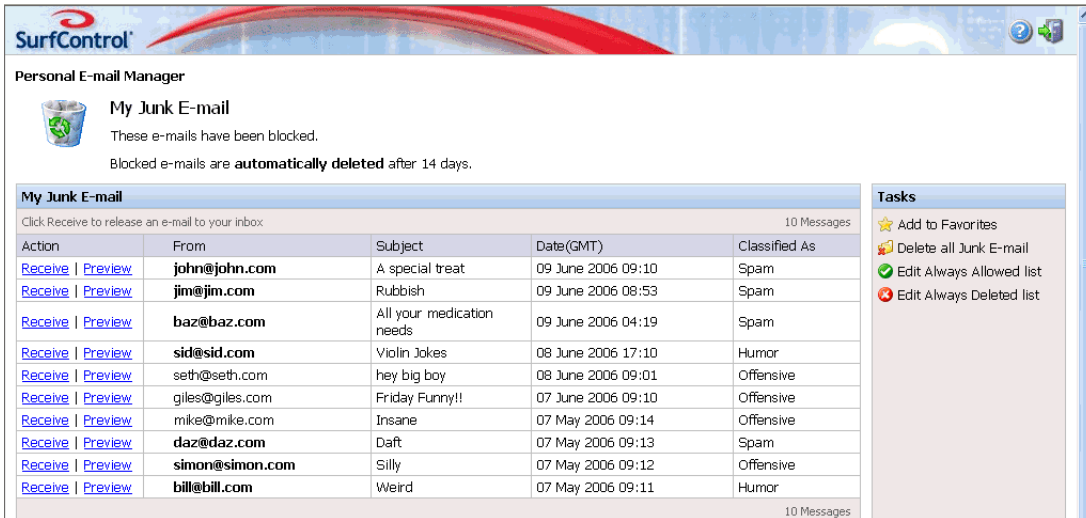 SurfControl
Personal E-mail Manager
My Junk E-mail
These e-mails have been blocked.
Blocked e-mails are automatically deleted after 14 days.
My Junk E-mail
Click Receive to release an e-mail to your inbox 10 Messages
Action From Subject Date(GMT) Classified As
Receive | Preview john@john.com A special treat 09 June 2006 09:10 Spam
Receive | Preview jim@jim.com Rubbish 09 June 2006 08:53 Spam
Receive | Preview baz@baz.com All your medication needs 09 June 2006 04:19 Spam
Receive | Preview sid@sid.com Violin Jokes 08 June 2006 17:10 Humor
Receive | Preview seth@seth.com hey big boy 08 June 2006 09:01 Offensive
Receive | Preview giles@giles.com Friday Funny!! 07 June 2006 09:10 Offensive
Receive | Preview mike@mike.com Insane 07 May 2006 09:14 Offensive
Receive | Preview daz@daz.com Daft 07 May 2006 09:13 Spam
Receive | Preview simon@simon.com Silly 07 May 2006 09:12 Offensive
Receive | Preview bill@bill.com Weird 07 May 2006 09:11 Humor
10 Messages
Tasks
Add to Favorites
Delete all Junk E-mail
Edit Always Allowed list
Edit Always Deleted list